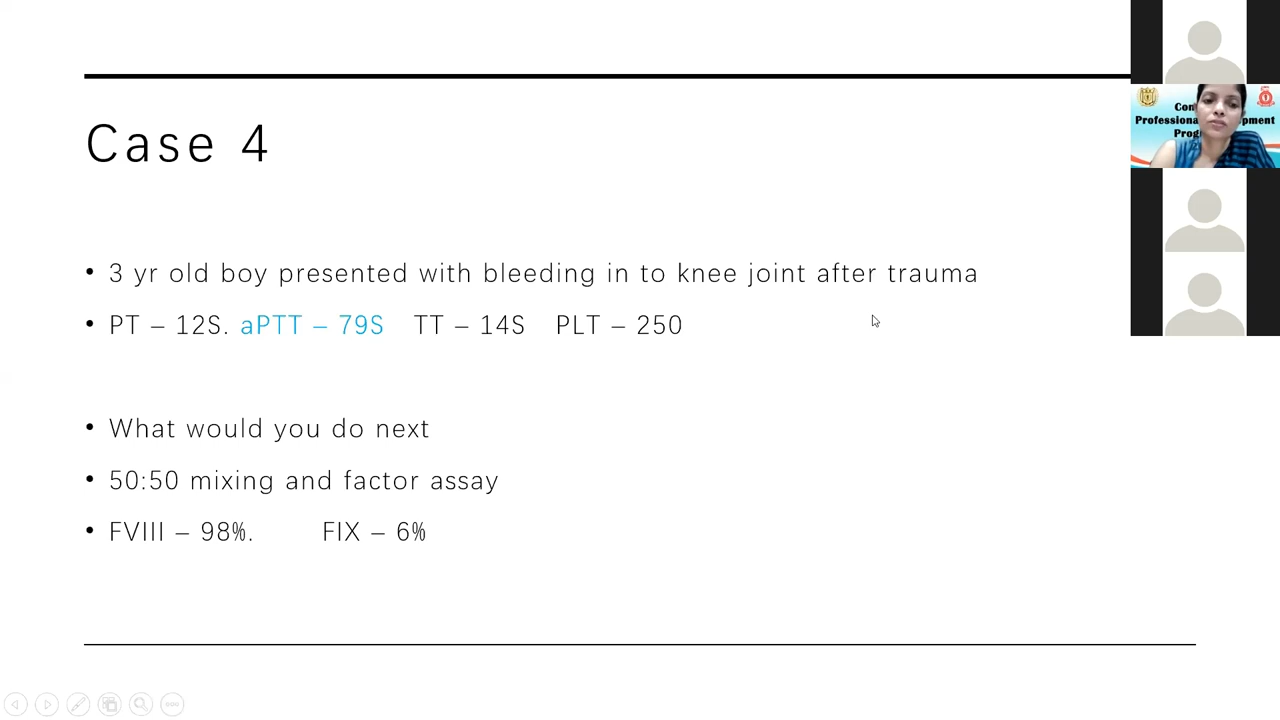 Case 4
• 3 yr old boy presented with bleeding in to knee joint after trauma
• PT – 12S. aPTT – 79S TT – 14S PLT – 250
• What would you do next
• 50:50 mixing and factor assay
• FVIII – 98%. FIX – 6%
Professional